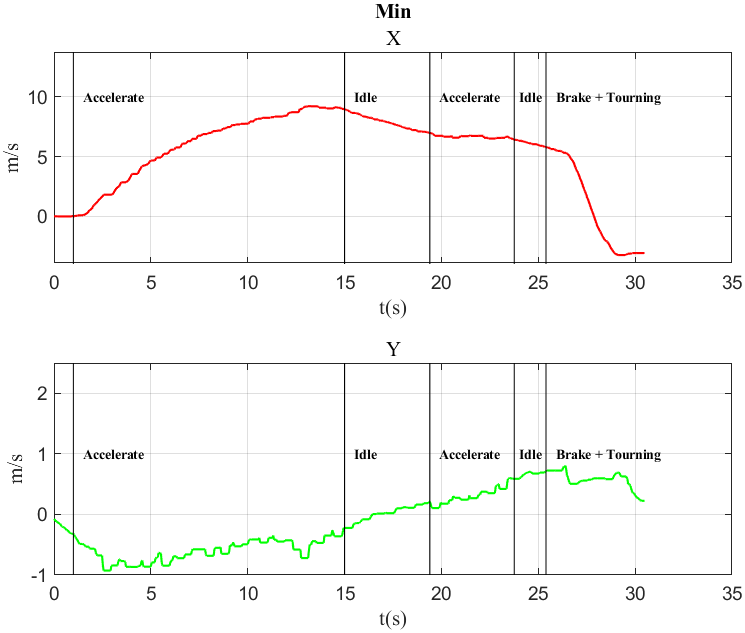 Min
X
10
5
0
m/s
Accelerate Idle Accelerate Idle Brake + Tourning
0 5 10 15 20 25 30 35
t(s)
Y
2
1
0
-1
m/s
Accelerate Idle Accelerate Idle Brake + Tourning
0 5 10 15 20 25 30 35
t(s)